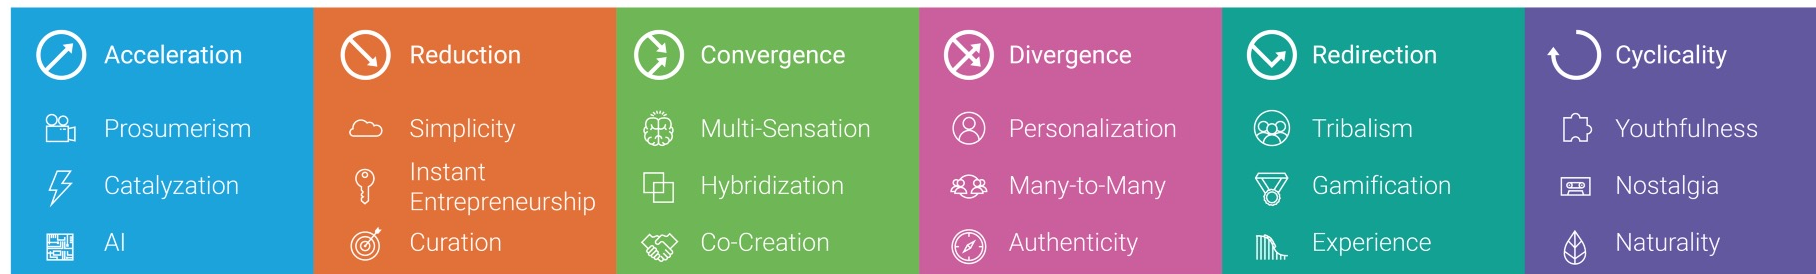 Acceleration
Prosumerism
Catalyzation
AI
Reduction
Simplicity
Instant
Entrepreneurship
Curation
Convergence
Multi-Sensation
Hybridization
Co-Creation
Divergence
Personalization
Many-to-Many
Authenticity
Redirection
Tribalism
Gamification
Experience
Cyclicality
Youthfulness
Nostalgia
Naturality